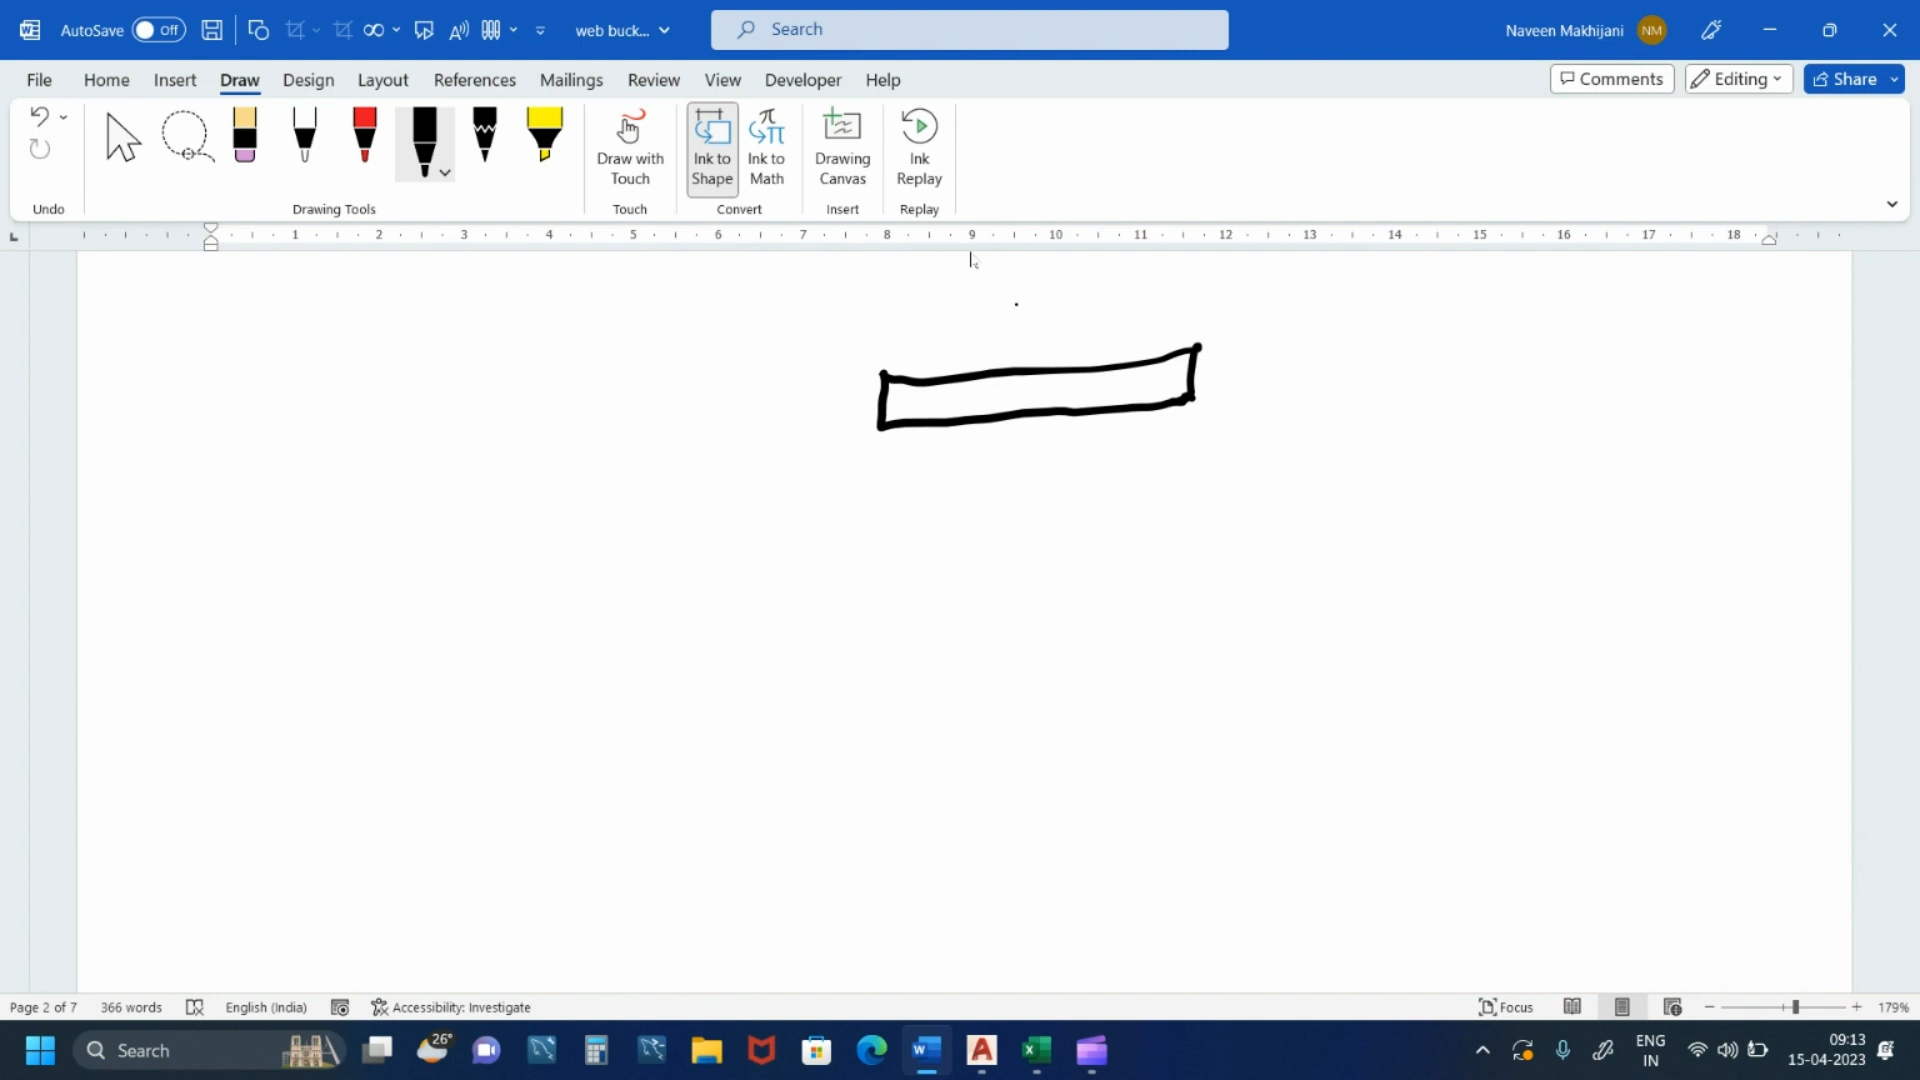 AutoSave Off web buck... Search Naveen Makhijani NM
File Home Insert Draw Design Layout References Mailings Review View Developer Help Comments Editing Share
Draw with Touch
Ink to Shape
Ink to Math
Drawing Canvas
Ink Replay
Undo Drawing Tools Touch Convert Insert Replay
1 2 3 4 5 6 7 8 9 10 11 12 13 14 15 16 17 18
Page 2 of 7 366 words English (India) Accessibility: Investigate Focus 179%
Search 26° ENG IN 09:13 15-04-2023